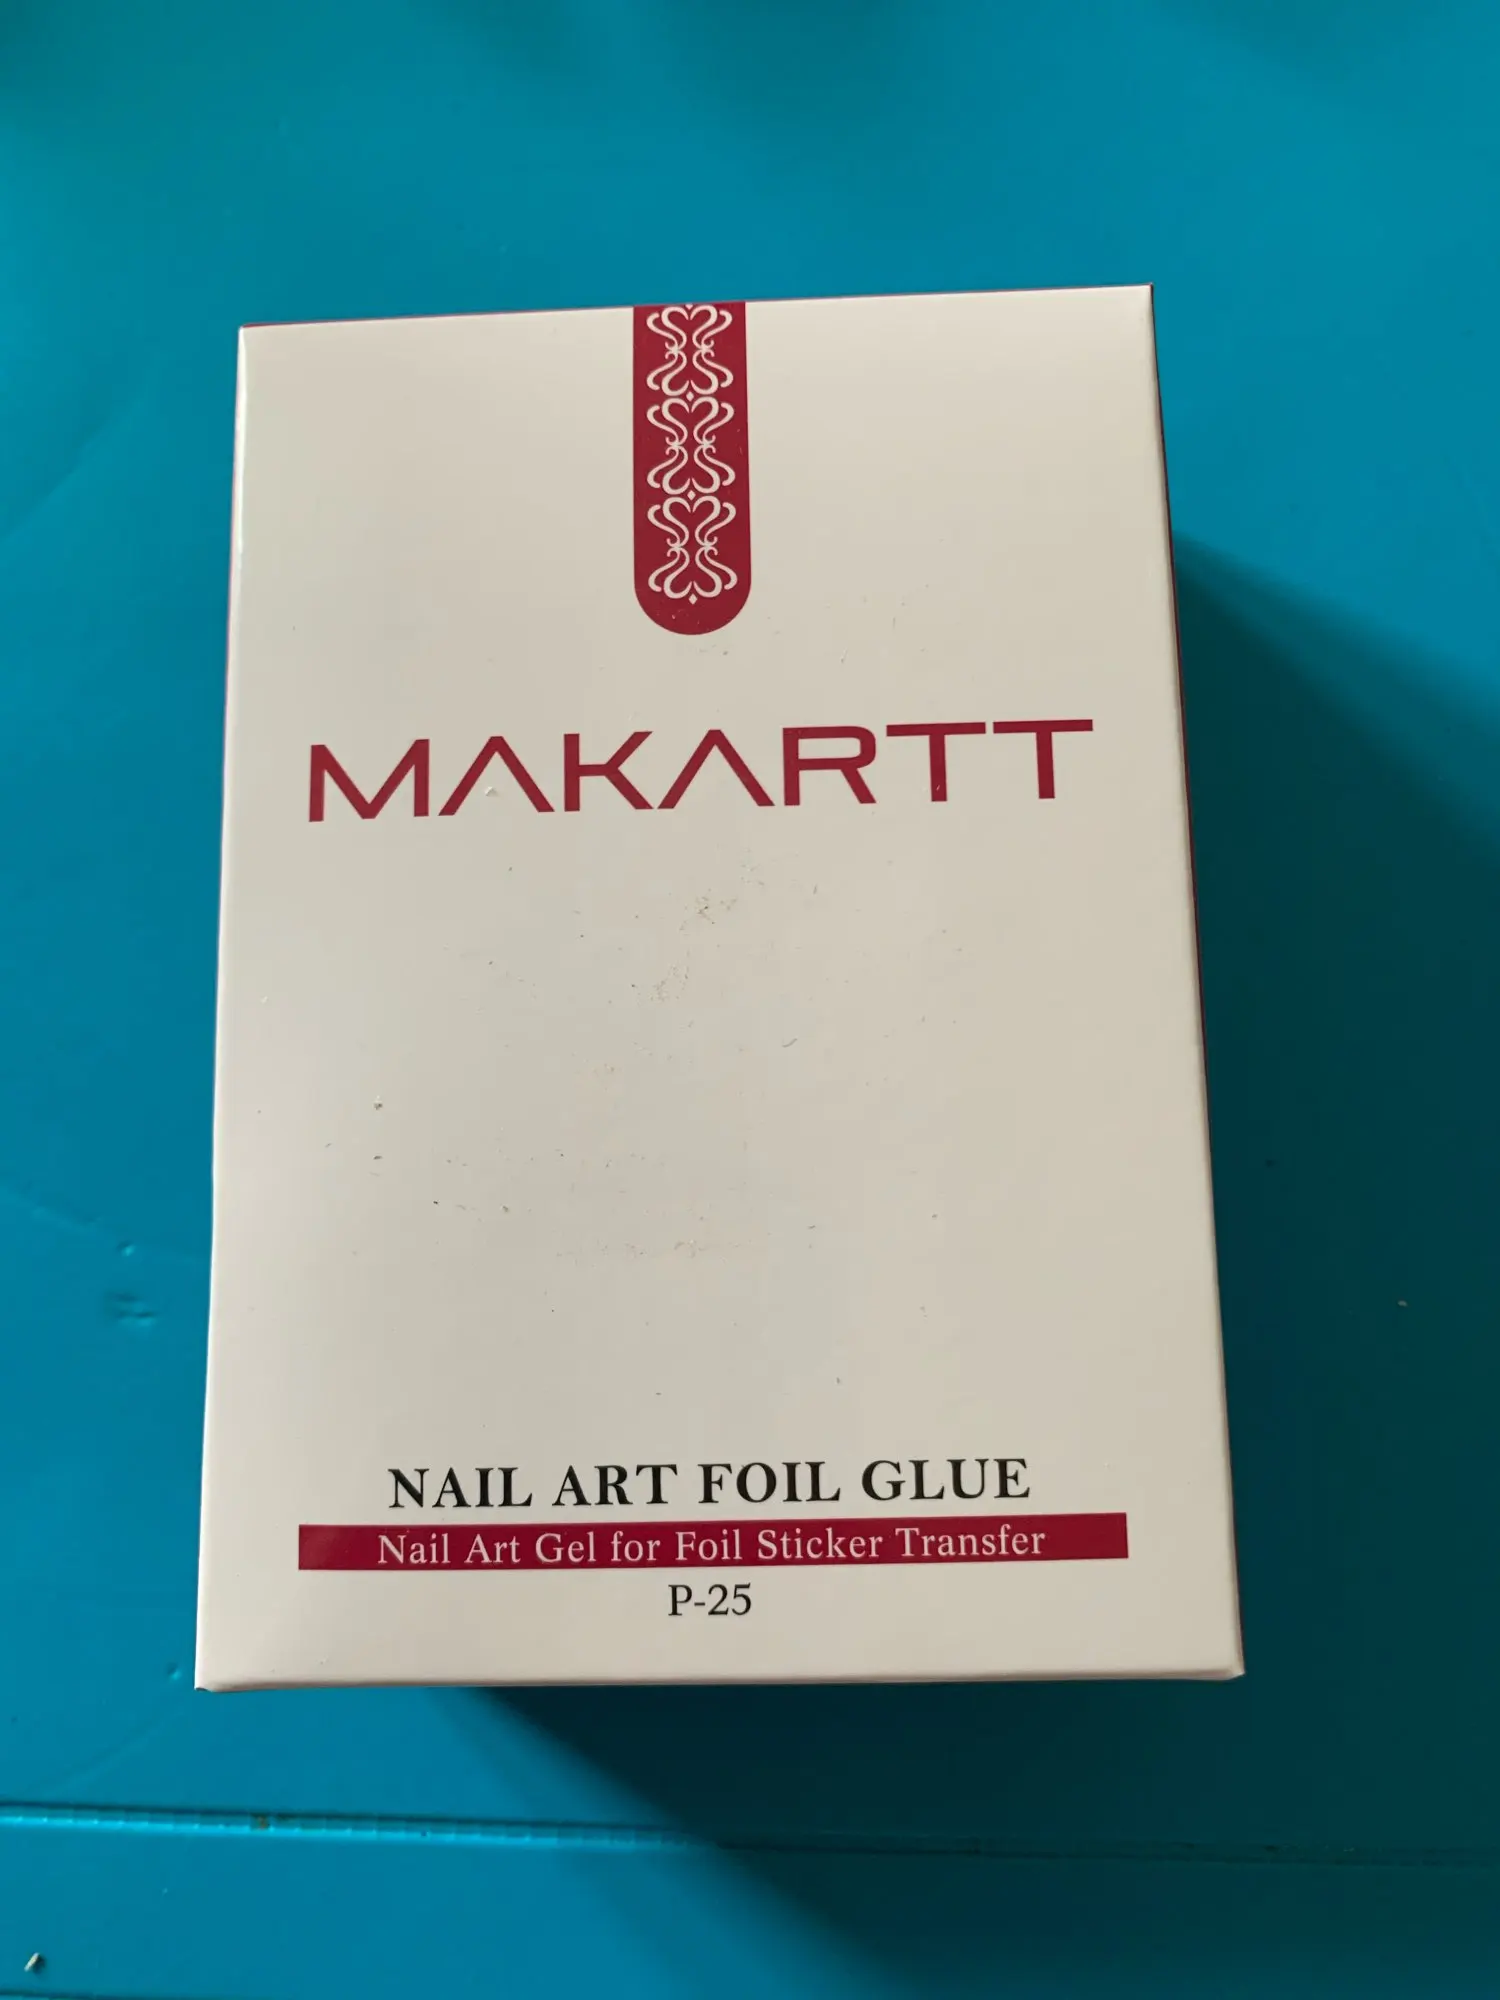 MAKARTT
NAIL ART FOIL GLUE
Nail Art Gel for Foil Sticker Transfer
P-25